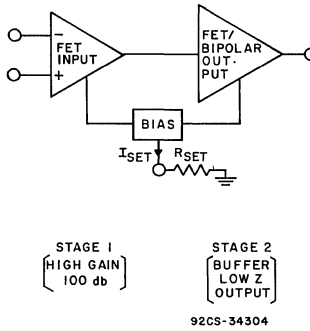 −
FET
INPUT
+
FET/
BIPOLAR
OUT-
PUT
BIAS
ISET
RSET
STAGE 1
HIGH GAIN
100 db
STAGE 2
BUFFER
LOW Z
OUTPUT
92CS-34304